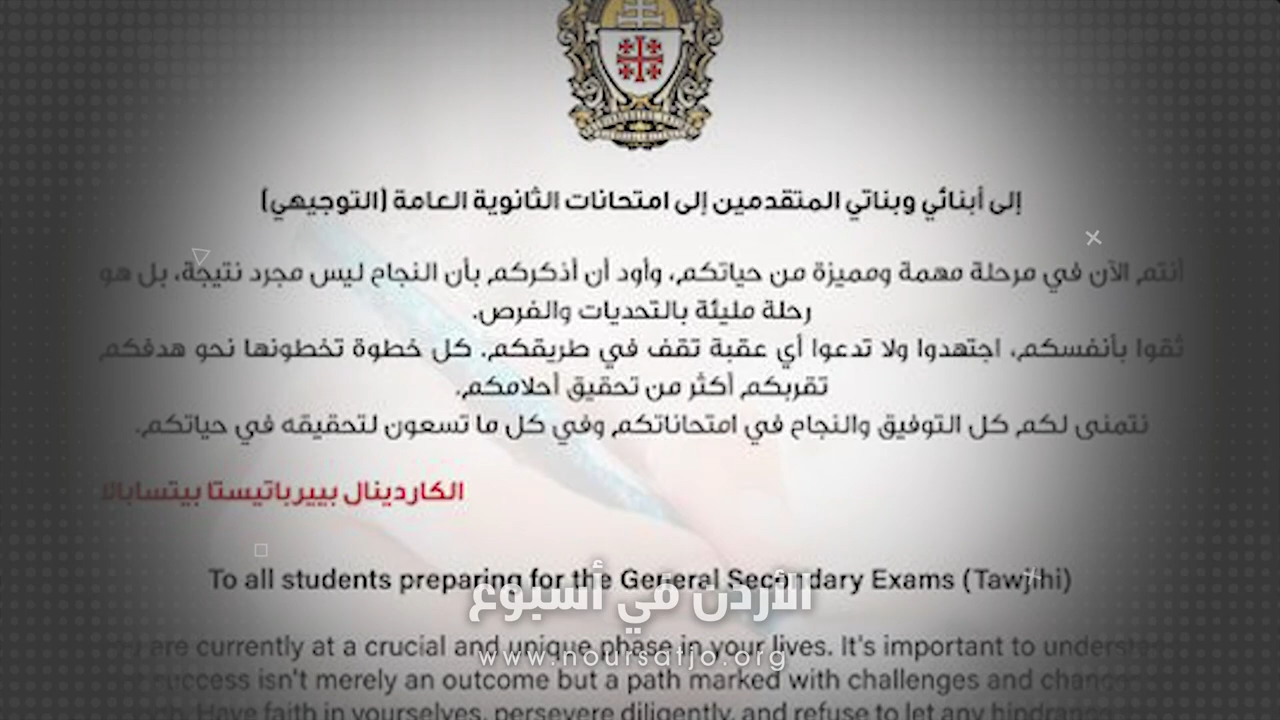 إلى أبنائي وبناتي المتقدمين إلى امتحانات الثانوية العامة (التوجيهي)
أنتم الآن في مرحلة مهمة ومميزة من حياتكم، وأود أن أذكركم بأن النجاح ليس مجرد نتيجة، بل هو
رحلة مليئة بالتحديات والفرص.
ثقوا بأنفسكم، اجتهدوا ولا تدعوا أي عقبة تقف في طريقكم. كل خطوة تخطونها نحو هدفكم
تقربكم أكثر من تحقيق أحلامكم.
نتمنى لكم كل التوفيق والنجاح في امتحاناتكم وفي كل ما تسعون لتحقيقه في حياتكم.
الكاردينال بييرباتيستا بيتسابالا
To all students preparing for the General Secondary Exams (Tawjihi)
الأردن في أسبوع
are currently at a crucial and unique phase in your lives. It's important to
www.noursatjo.org
success isn't merely an outcome but a path marked with challenges and
Have faith in yourselves, persevere diligently, and refuse to let any hindrance